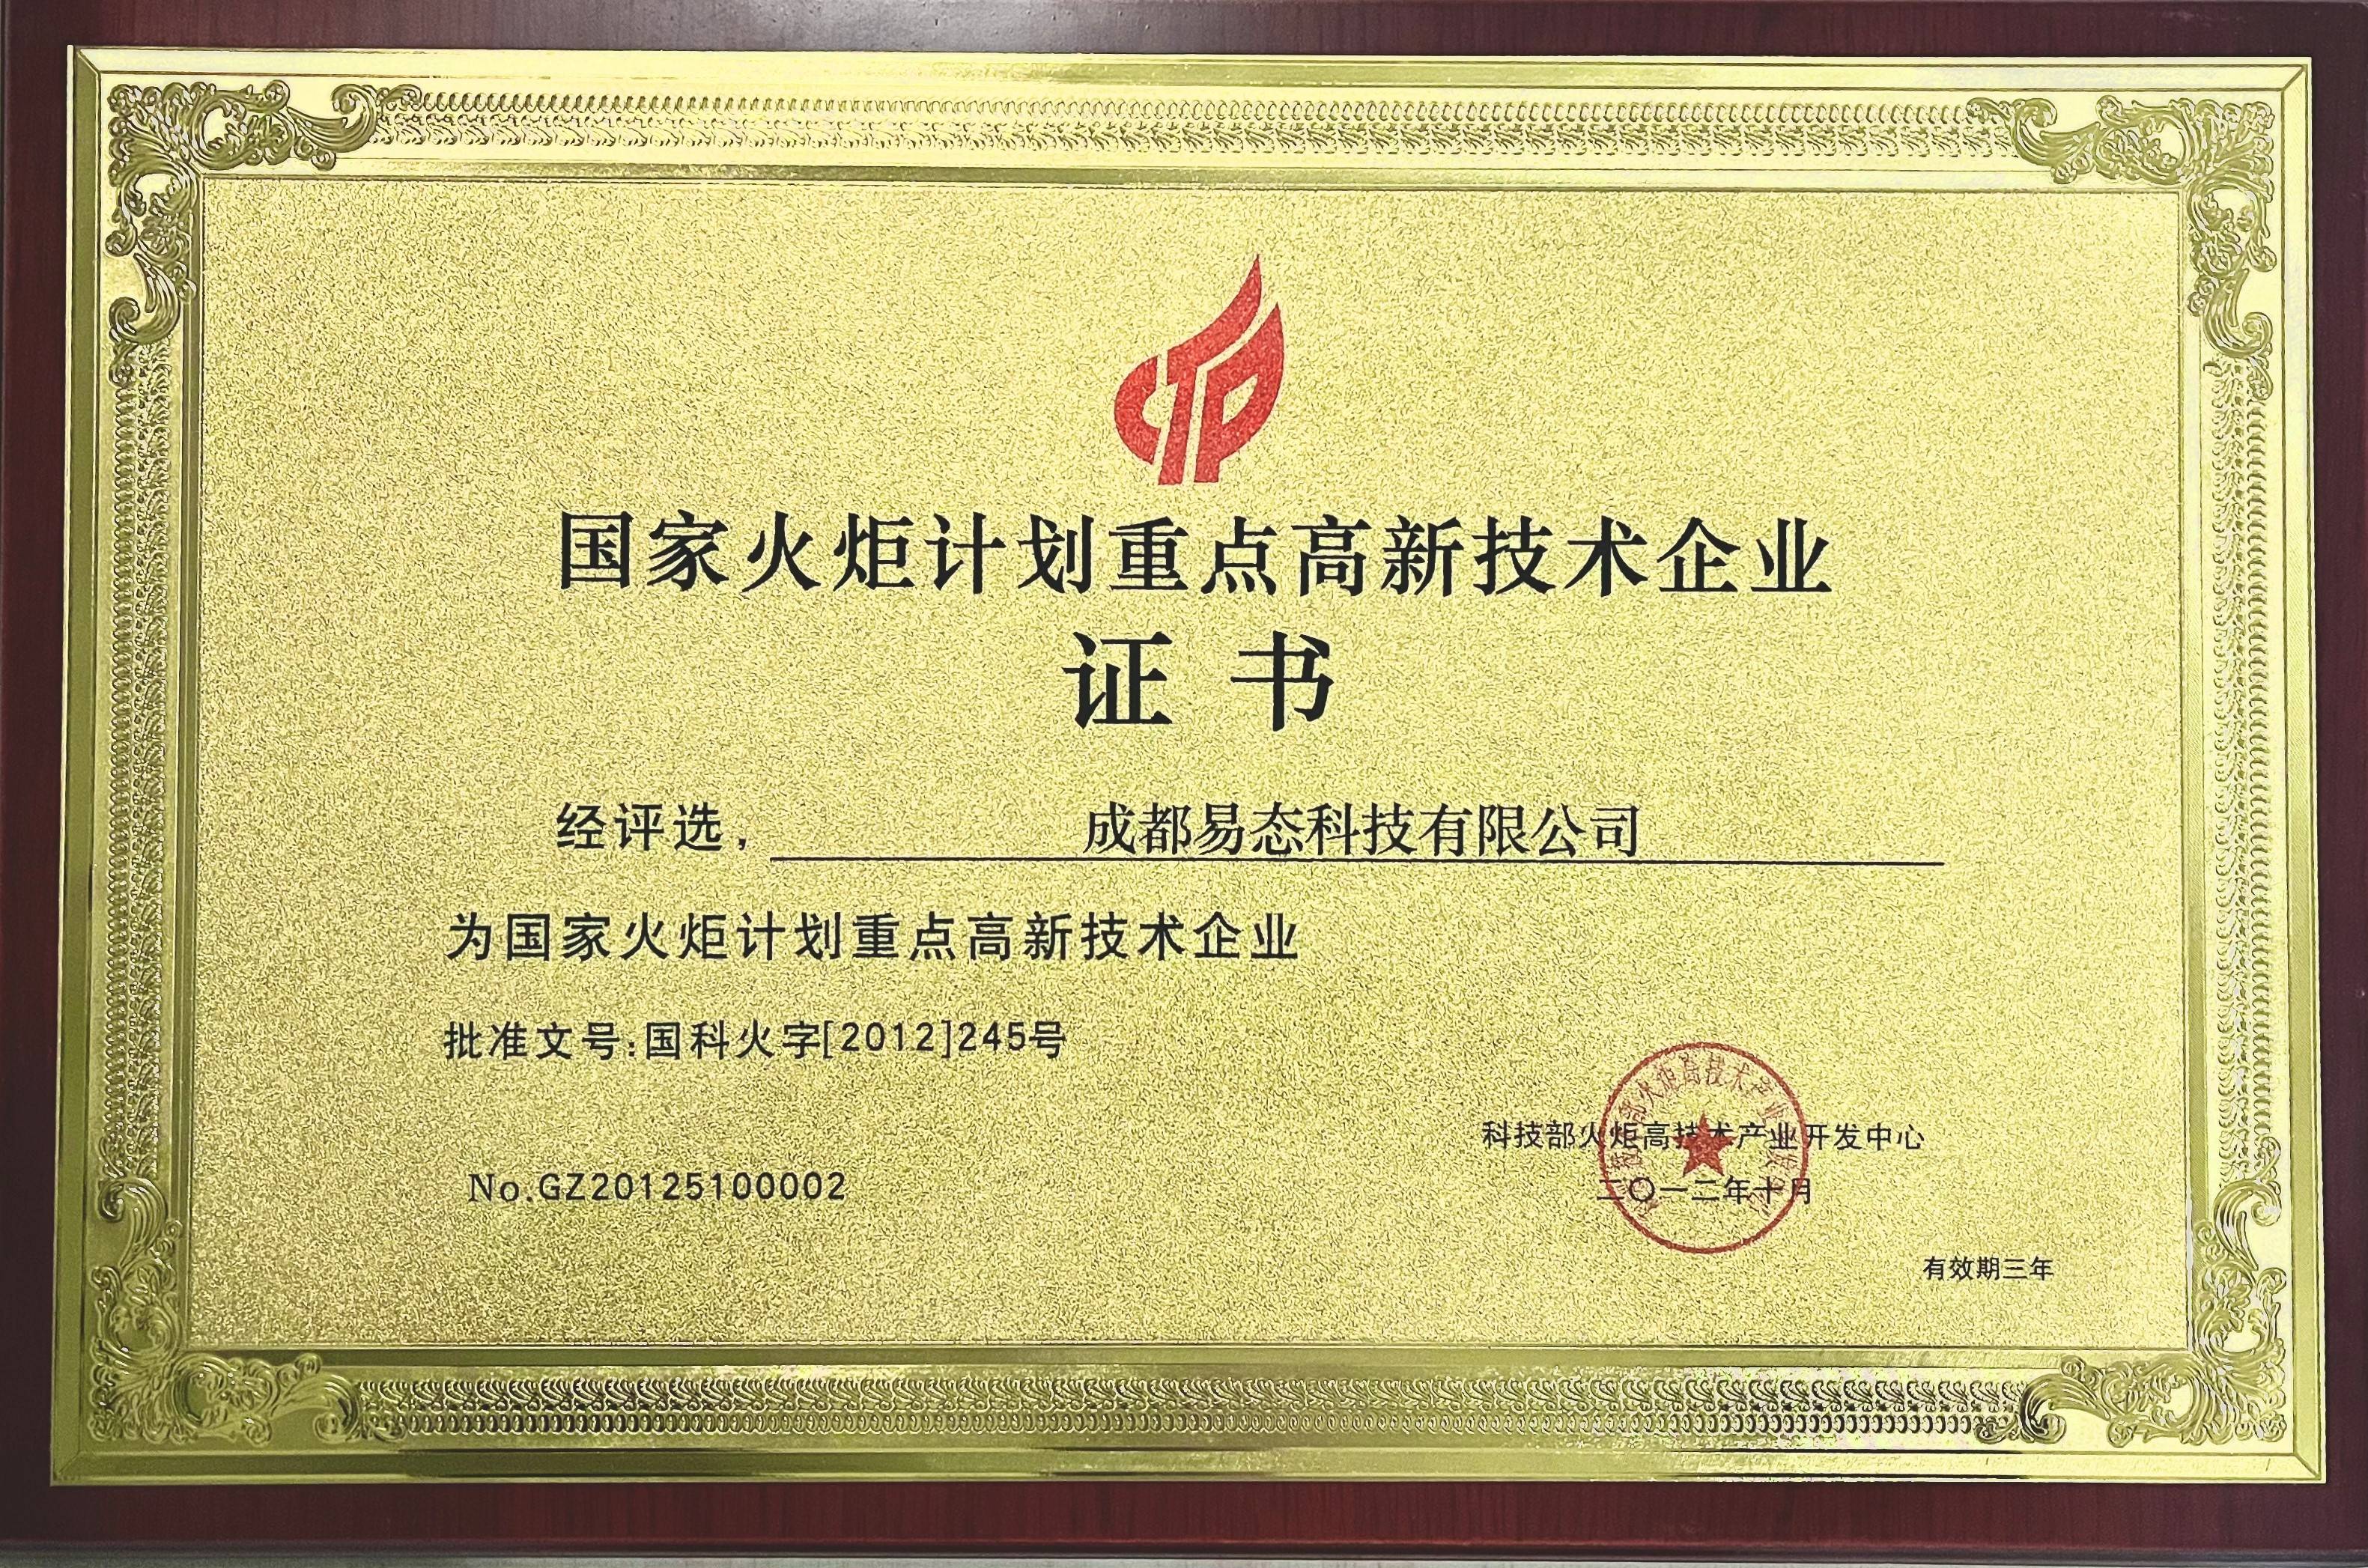 CTP
国家火炬计划重点高新技术企业
证书
经评选，成都易态科技有限公司
为国家火炬计划重点高新技术企业
批准文号:国科火字[2012]245号
科技部火炬高技术产业开发中心
二〇一二年十月
No.GZ20125100002
有效期三年